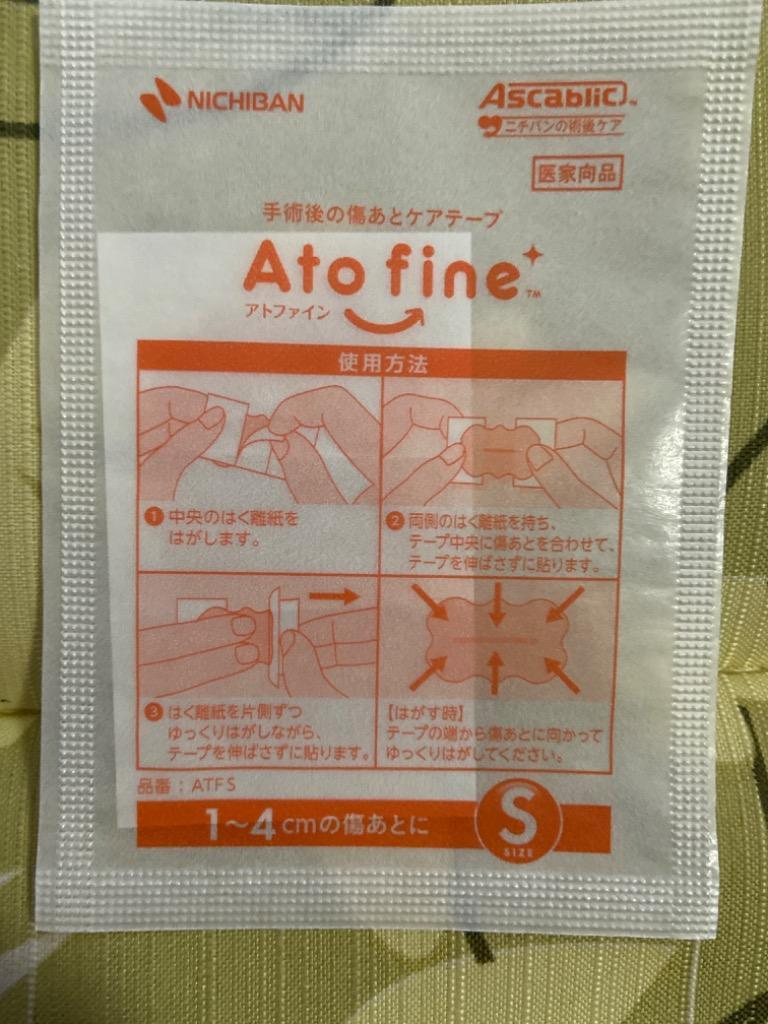 NICHIBAN
Ascablic™
ニチバンの術後ケア
医家向品
手術後の傷あとケアテープ
Ato fine™
アトファイン
使用方法
1 中央のはく離紙を
はがします。
2 両側のはく離紙を持ち、
テープ中央に傷あとを合わせて、
テープを伸ばさずに貼ります。
3 はく離紙を片側ずつ
ゆっくりはがしながら、
テープを伸ばさずに貼ります。
【はがす時】
テープの端から傷あとに向かって
ゆっくりはがしてください。
品番：ATFS
1～4cmの傷あとに
S
SIZE